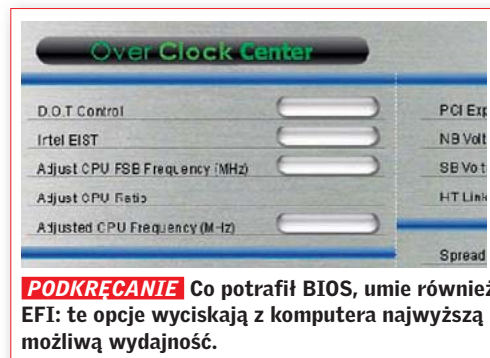 Over Clock Center
D.O.T Control
PCI Exp
Intel EIST
NB Volt
Adjust CPU FSB Frequency (MHz)
SB Vo t
Adjust CPU Ratio
HT Link
Adjusted CPU Frequency (MHz)
Spread
PODKRĘCANIE Co potrafił BIOS, umie również
EFI: te opcje wyciskają z komputera najwyższą
możliwą wydajność.